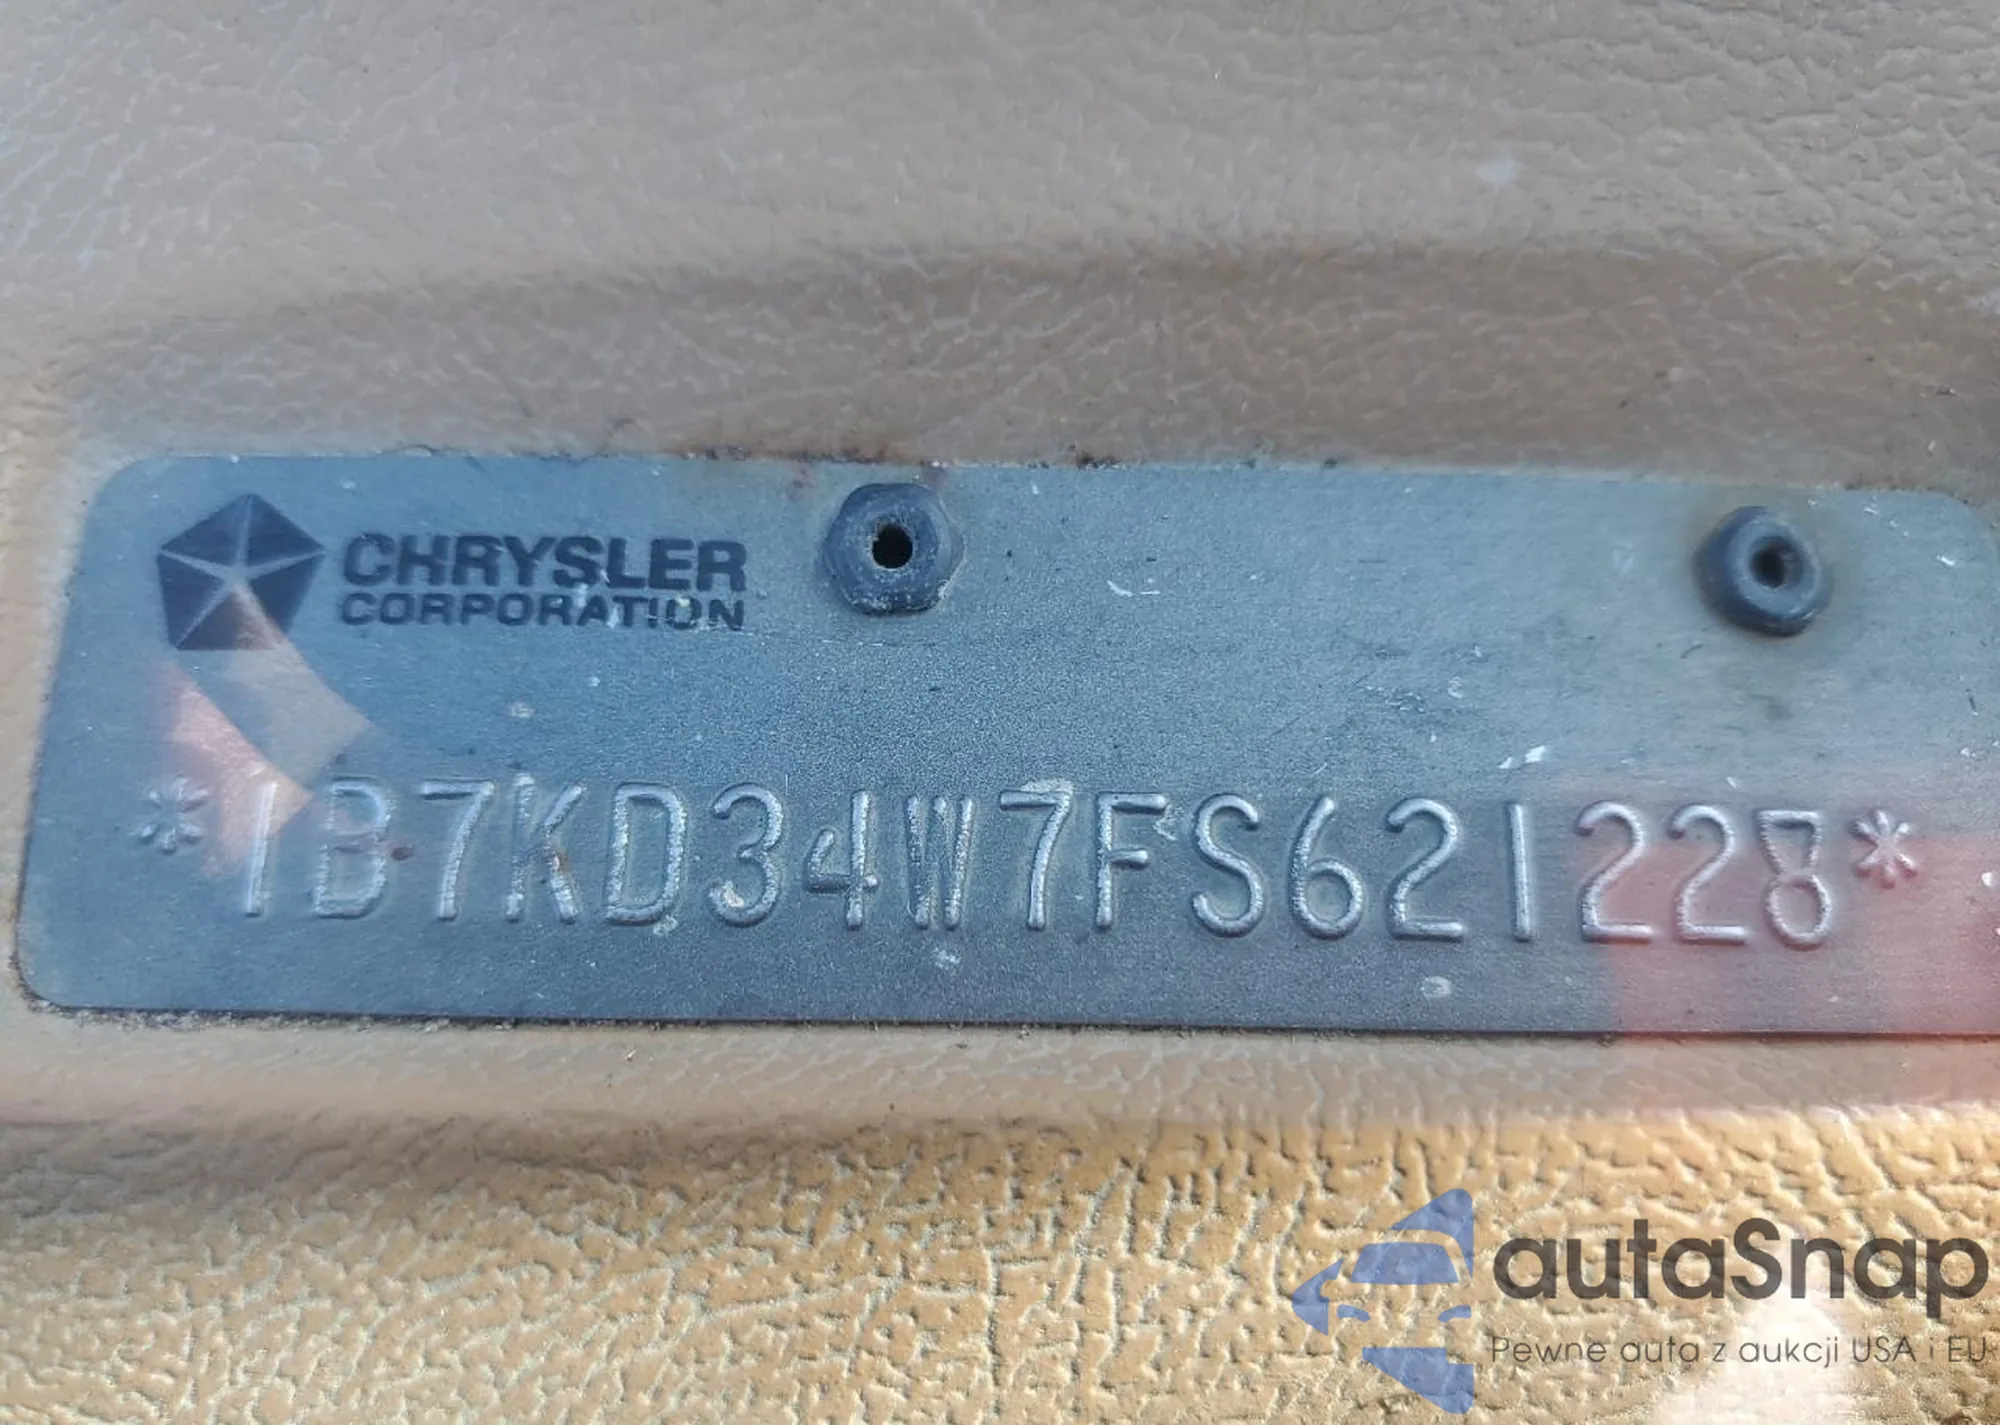 CHRYSLER
CORPORATION
*1B7KD34W7FS621228*
autaSnap
Pewne auta z aukcji USA i EU